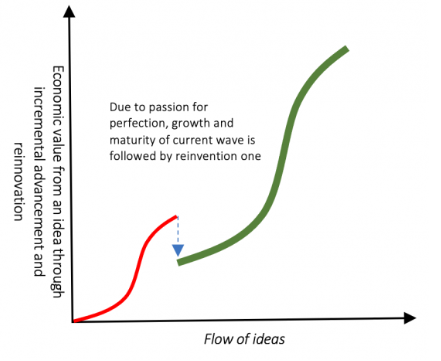 Economic value from an idea through
incremental advancement and
reinnovation
Due to passion for
perfection, growth and
maturity of current wave is
followed by reinvention one
Flow of ideas